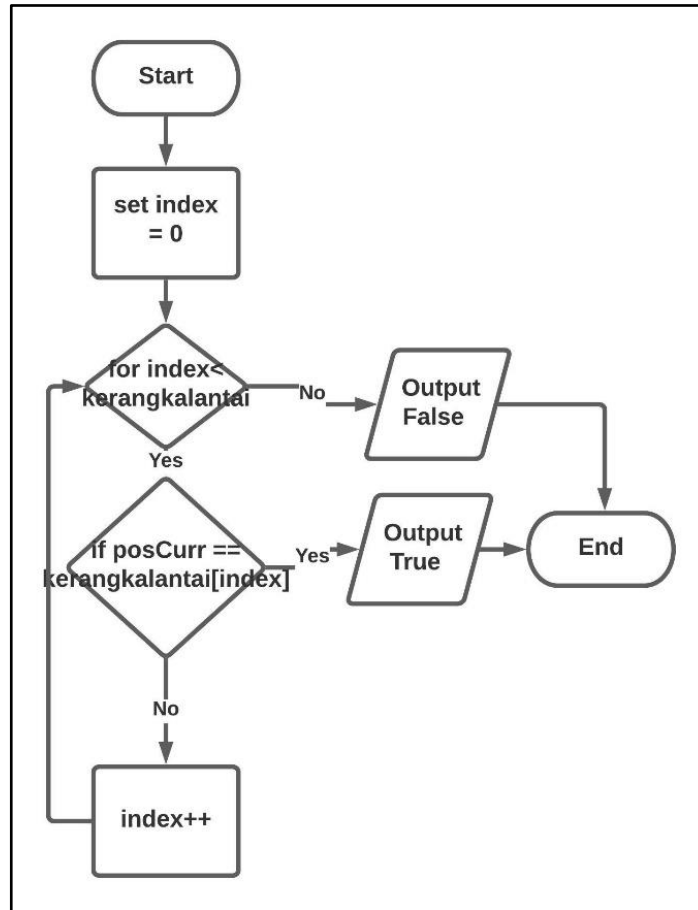 Start
set index
= 0
for index<
kerangkalantai
No
Output
False
Yes
if posCurr ==
kerangkalantai[index]
Yes
Output
True
End
No
index++